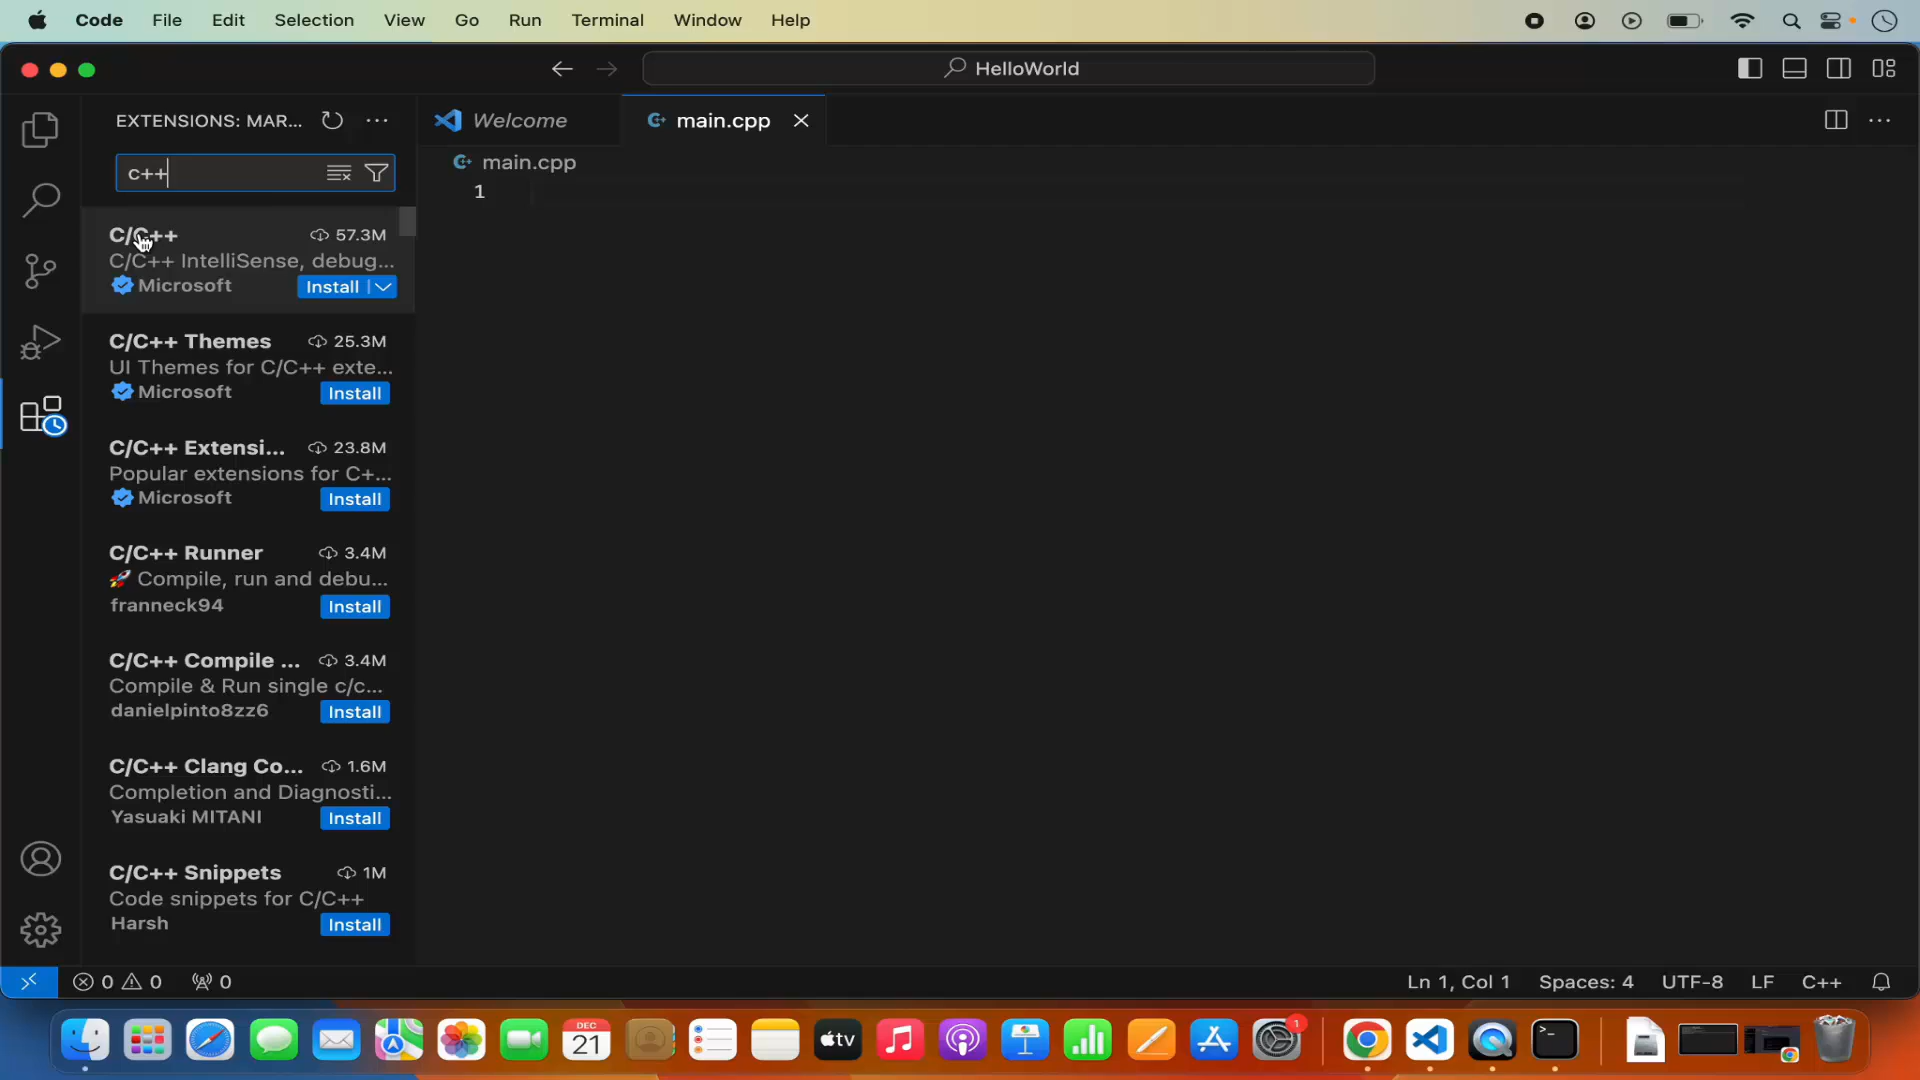 Code File Edit Selection View Go Run Terminal Window Help
HelloWorld
EXTENSIONS: MAR...
Welcome
main.cpp
c++
main.cpp
1
C/C++ 57.3M
C/C++ IntelliSense, debug...
Microsoft Install
C/C++ Themes 25.3M
UI Themes for C/C++ exte...
Microsoft Install
C/C++ Extensi... 23.8M
Popular extensions for C+...
Microsoft Install
C/C++ Runner 3.4M
🚀 Compile, run and debu...
franneck94 Install
C/C++ Compile ... 3.4M
Compile & Run single c/c...
danielpinto8zz6 Install
C/C++ Clang Co... 1.6M
Completion and Diagnosti...
Yasuaki MITANI Install
C/C++ Snippets 1M
Code snippets for C/C++
Harsh Install
0 0 0 Ln 1, Col 1 Spaces: 4 UTF-8 LF C++
DEC
21
tv
1